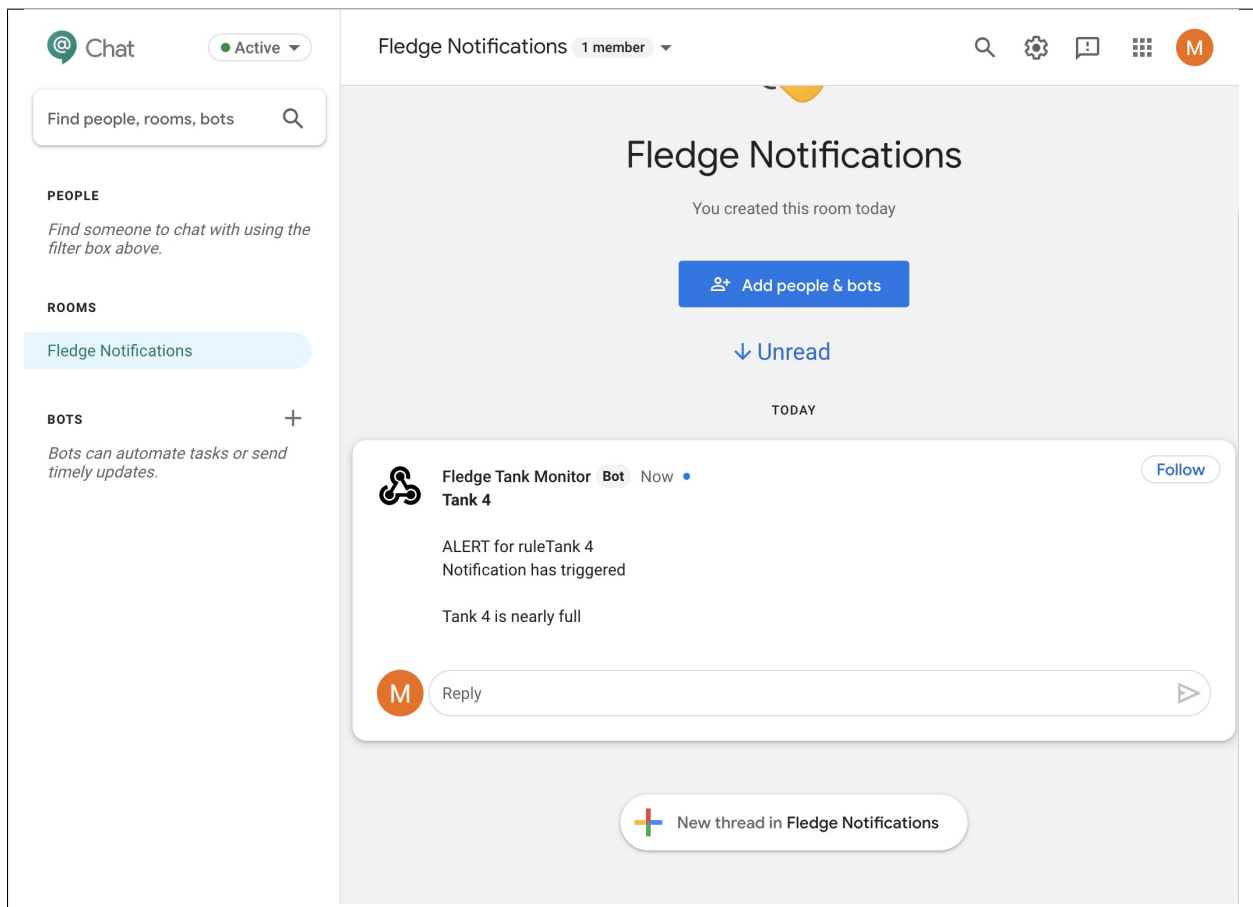 Chat
Active
Find people, rooms, bots
PEOPLE
Find someone to chat with using the
filter box above.
ROOMS
Fledge Notifications
BOTS
Bots can automate tasks or send
timely updates.
Fledge Notifications 1 member
M
Fledge Notifications
You created this room today
Add people & bots
Unread
TODAY
Fledge Tank Monitor Bot Now
Follow
Tank 4
ALERT for ruleTank 4
Notification has triggered
Tank 4 is nearly full
M
Reply
New thread in Fledge Notifications